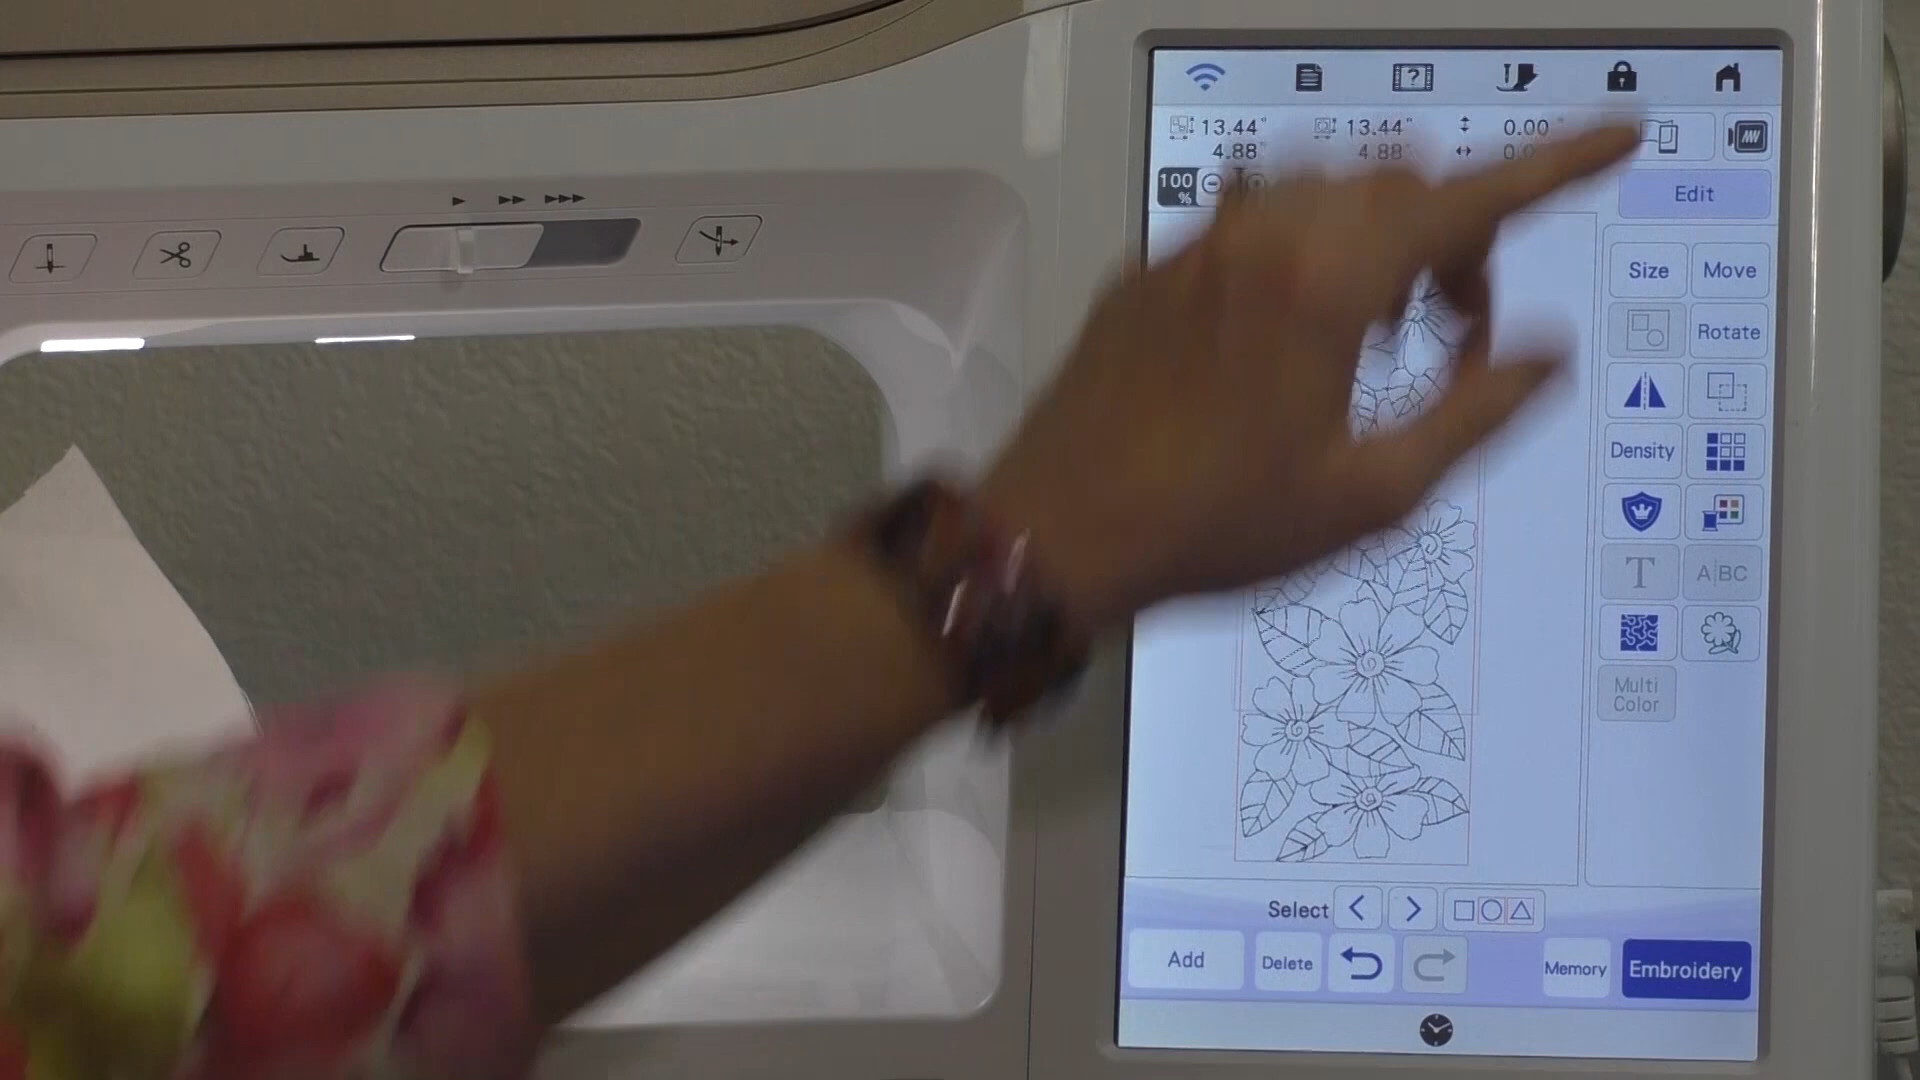 13.44" 13.44" 0.00"
4.88" 4.88"
100
%
Edit
Size Move
Rotate
Density
T ABC
Multi
Color
Select
Add Delete Memory Embroidery